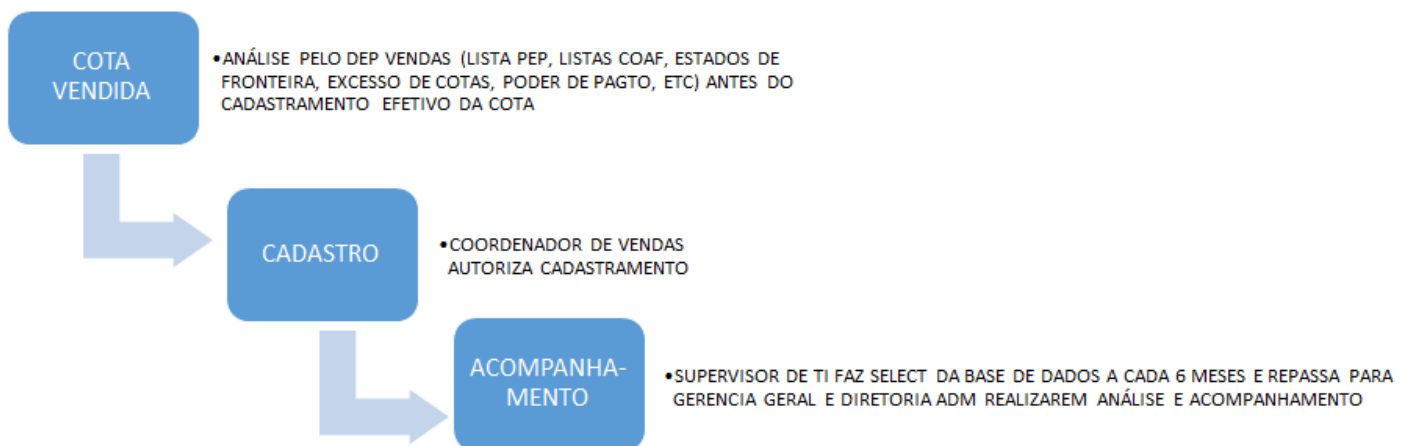 COTA
VENDIDA
•ANÁLISE PELO DEP VENDAS (LISTA PEP, LISTAS COAF, ESTADOS DE
FRONTEIRA, EXCESSO DE COTAS, PODER DE PAGTO, ETC) ANTES DO
CADASTRAMENTO EFETIVO DA COTA
CADASTRO
•COORDENADOR DE VENDAS
AUTORIZA CADASTRAMENTO
ACOMPANHA-
MENTO
•SUPERVISOR DE TI FAZ SELECT DA BASE DE DADOS A CADA 6 MESES E REPASSA PARA
GERENCIA GERAL E DIRETORIA ADM REALIZAREM ANÁLISE E ACOMPANHAMENTO